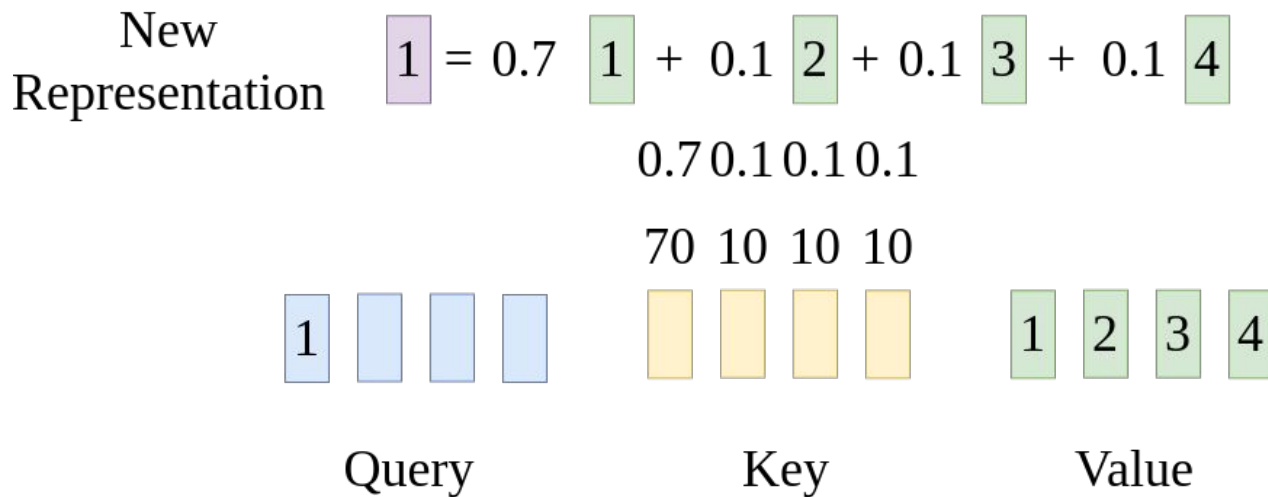 New
Representation
1 = 0.7 1 + 0.1 2 + 0.1 3 + 0.1 4
0.7 0.1 0.1 0.1
70 10 10 10
1
1 2 3 4
Query Key Value